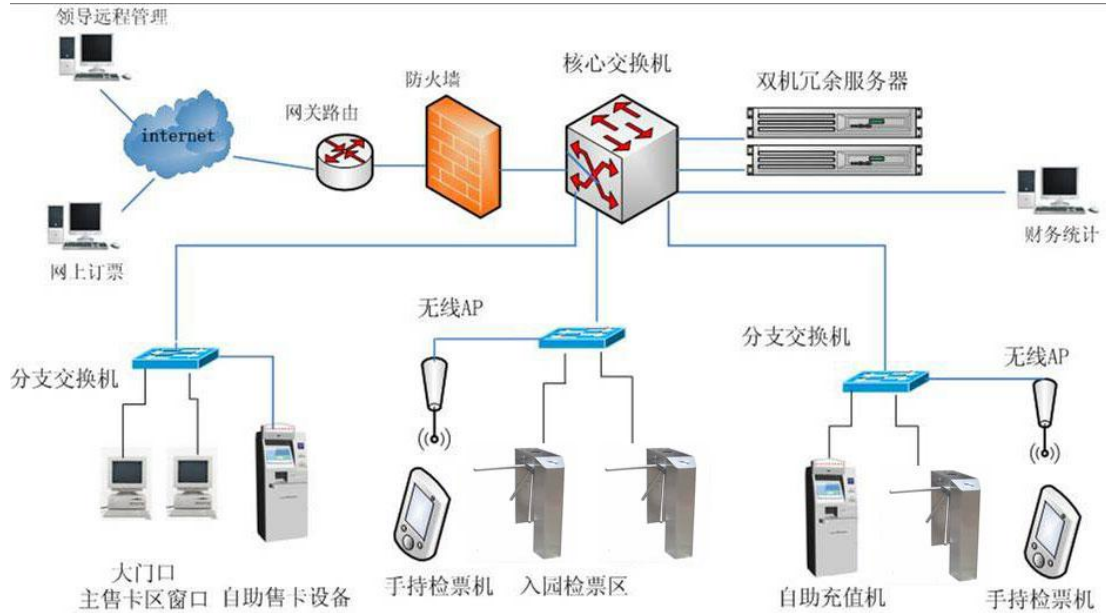 领导远程管理
internet
网关路由
防火墙
核心交换机
双机冗余服务器
网上订票
财务统计
无线AP
分支交换机
分支交换机
无线AP
大门口
主售卡区窗口
自助售卡设备
手持检票机
入园检票区
自助充值机
手持检票机